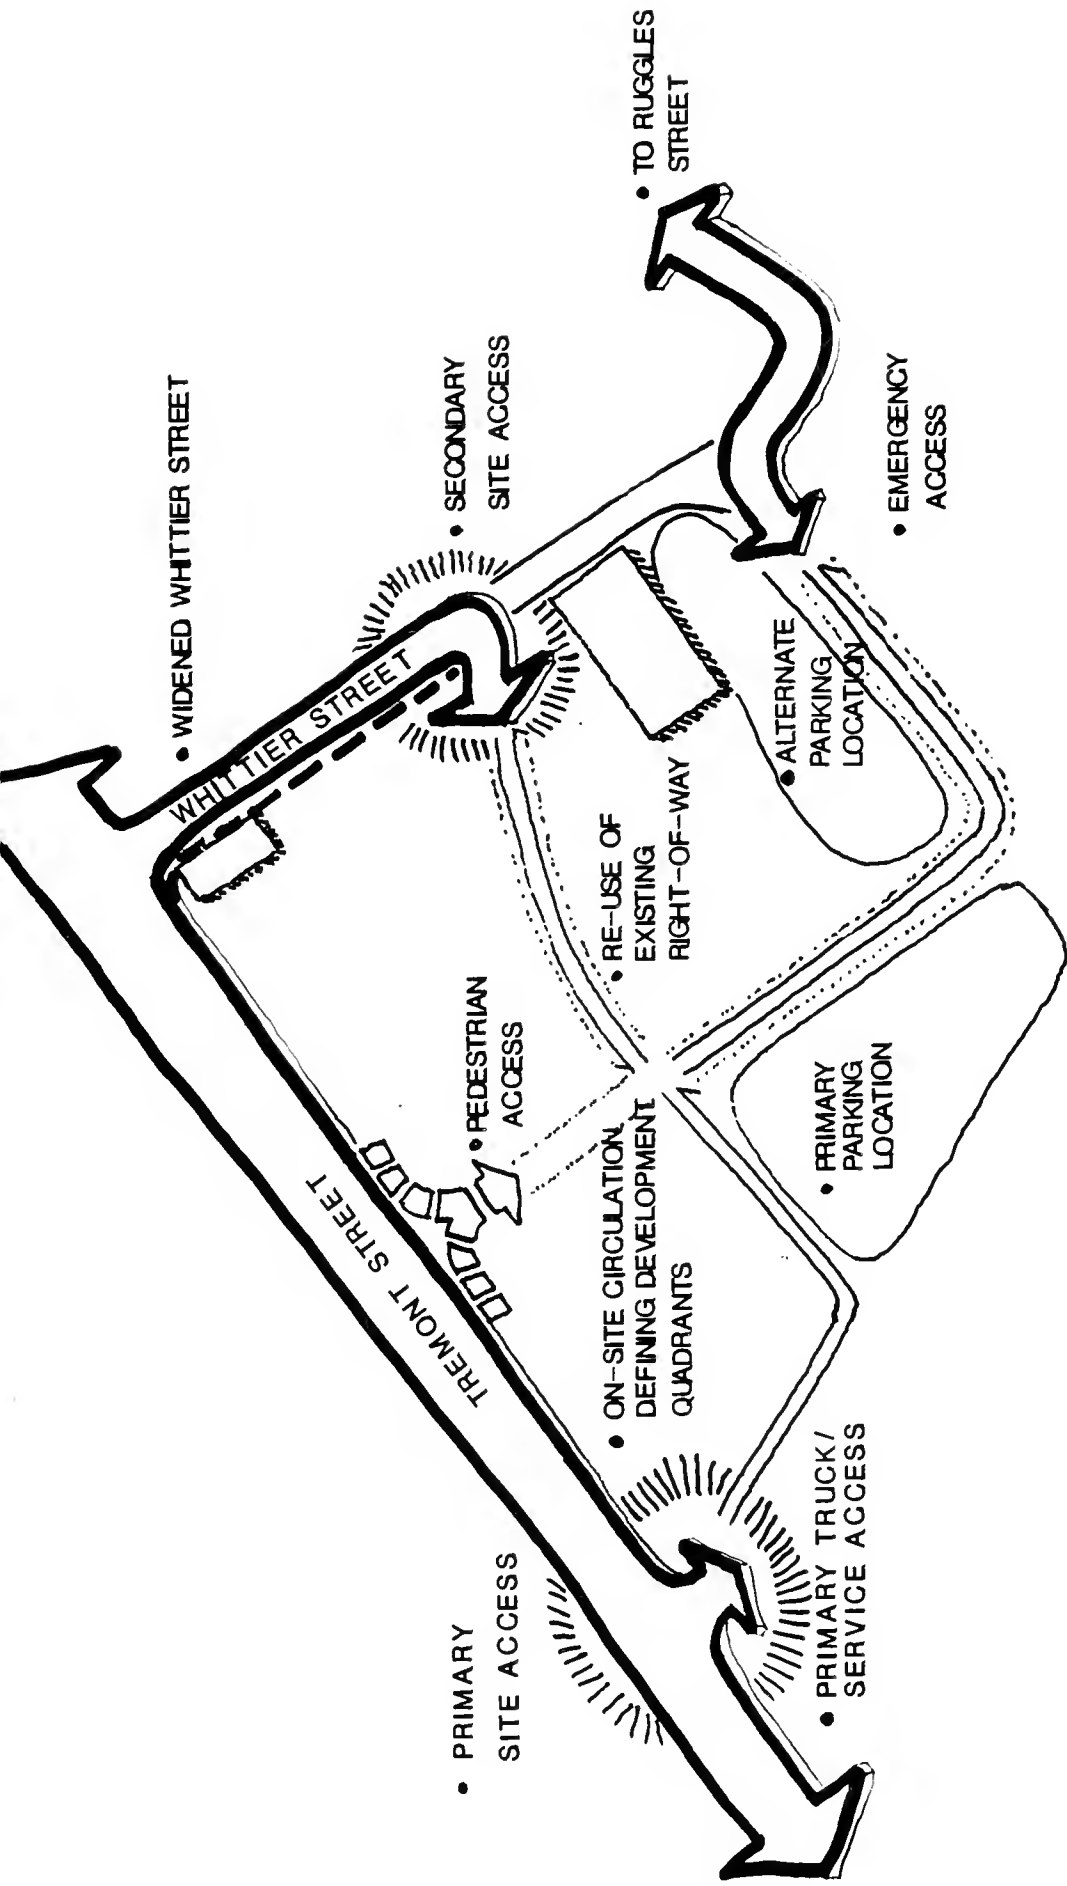 • TO RUGGLES
STREET
• WIDENED WHITTIER STREET
• SECONDARY
SITE ACCESS
• EMERGENCY
ACCESS
WHITTIER STREET
• ALTERNATE
PARKING
LOCATION
• RE-USE OF
EXISTING
RIGHT-OF-WAY
• PEDESTRIAN
ACCESS
• PRIMARY
PARKING
LOCATION
TREMONT STREET
• ON-SITE CIRCULATION
DEFINING DEVELOPMENT
QUADRANTS
• PRIMARY
SITE ACCESS
• PRIMARY TRUCK/
SERVICE ACCESS